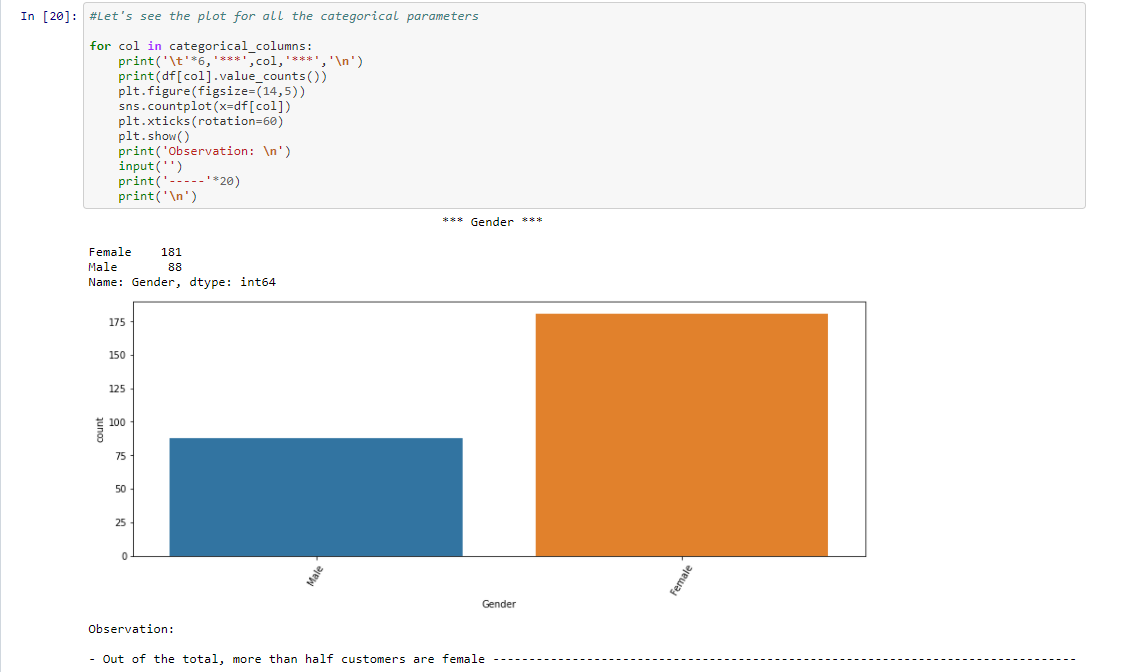 In [20]: #Let's see the plot for all the categorical parameters
for col in categorical_columns:
    print('\t'*6,'***',col,'***','\n')
    print(df[col].value_counts())
    plt.figure(figsize=(14,5))
    sns.countplot(x=df[col])
    plt.xticks(rotation=60)
    plt.show()
    print('Observation: \n')
    input('')
    print('-----'*20)
    print('\n')
*** Gender ***
Female    181
Male       88
Name: Gender, dtype: int64
175
150
125
100
75
50
25
0
count
Male
Female
Gender
Observation:
- Out of the total, more than half customers are female ---------------------------------------------------------------------------------